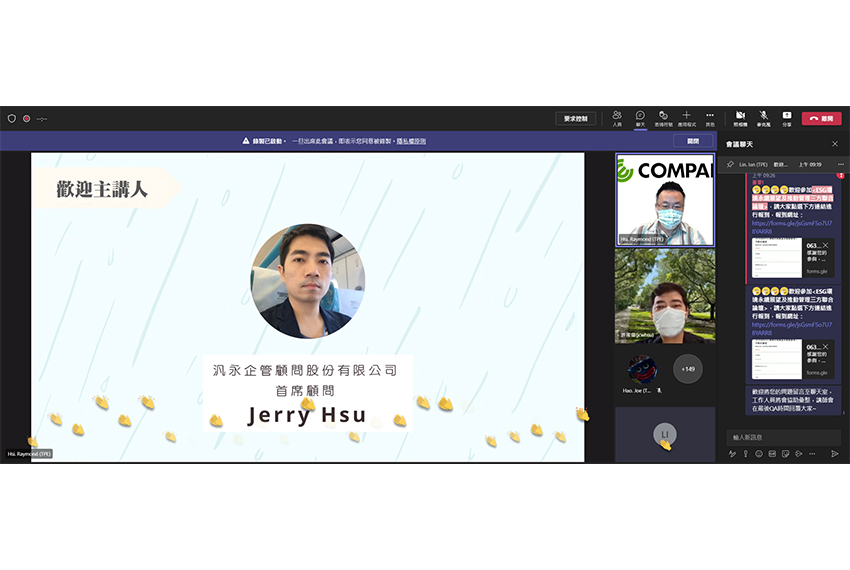 要求控制
人員
聊天
應用程式
其他
照相機
麥克風
分享
離開
錄製已啟動。 一旦出席此會議，即表示您同意被錄製。隱私權原則
關閉
歡迎主講人
汎永企管顧問股份有限公司
首席顧問
Jerry Hsu
Hsi. Raymond (TPE)
COMPAL
Hsi. Raymond (TPE)
Hao. Joe (T...
+149
LI
會議聊天
Lin. Ian (TPE) 歡迎... 上午 09:19
上午 09:26
歡迎參加<ESG環
境永續展望及推動管理三方聯合
論壇>，請大家點選下方連結進
行報到，報到網址：
https://forms.gle/jsGsmFSo7U7
8YARR8
063...
感謝您的
參與，...
forms.gle
歡迎參加<ESG環
境永續展望及推動管理三方聯合
論壇>，請大家點選下方連結進
行報到，報到網址：
https://forms.gle/jsGsmFSo7U7
8YARR8
063...
感謝您的
參與，...
forms.gle
歡迎將您的問題留言至聊天室，
工作人員將會協助彙整，講師會
在最後QA時間回覆大家~
輸入新訊息